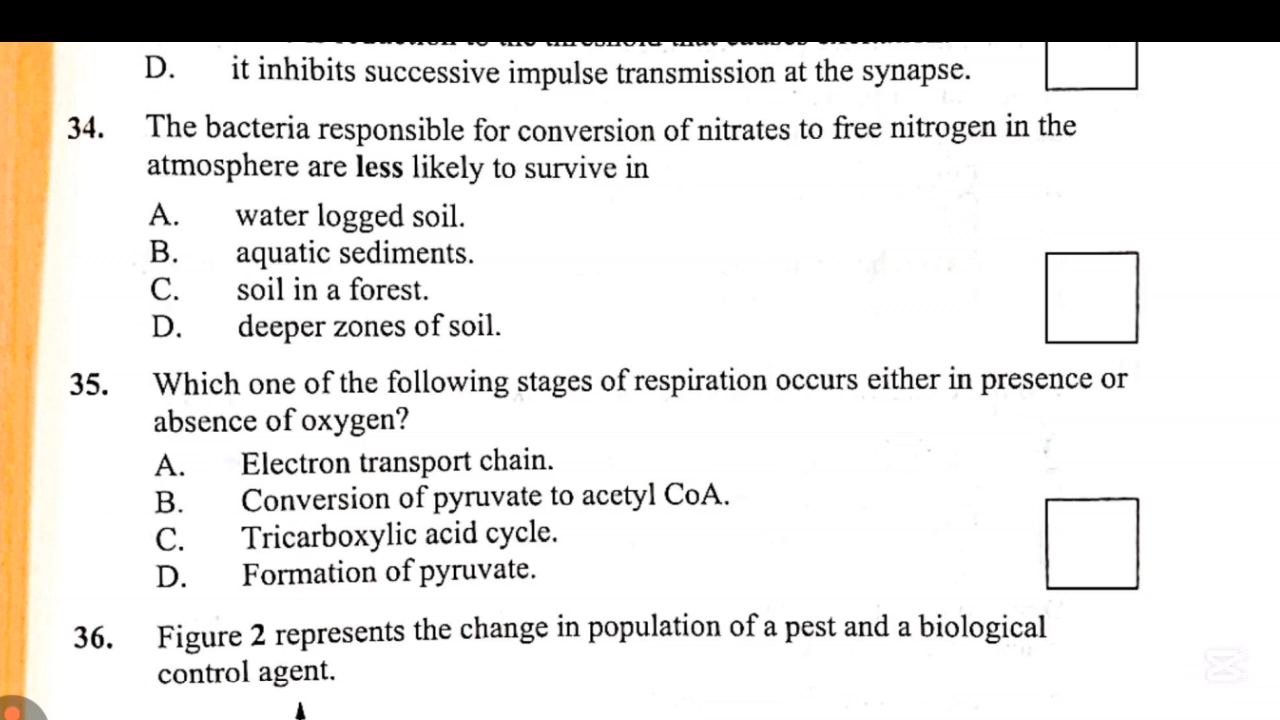 D. it inhibits successive impulse transmission at the synapse.
34. The bacteria responsible for conversion of nitrates to free nitrogen in the
atmosphere are less likely to survive in
A. water logged soil.
B. aquatic sediments.
C. soil in a forest.
D. deeper zones of soil.
35. Which one of the following stages of respiration occurs either in presence or
absence of oxygen?
A. Electron transport chain.
B. Conversion of pyruvate to acetyl CoA.
C. Tricarboxylic acid cycle.
D. Formation of pyruvate.
36. Figure 2 represents the change in population of a pest and a biological
control agent.